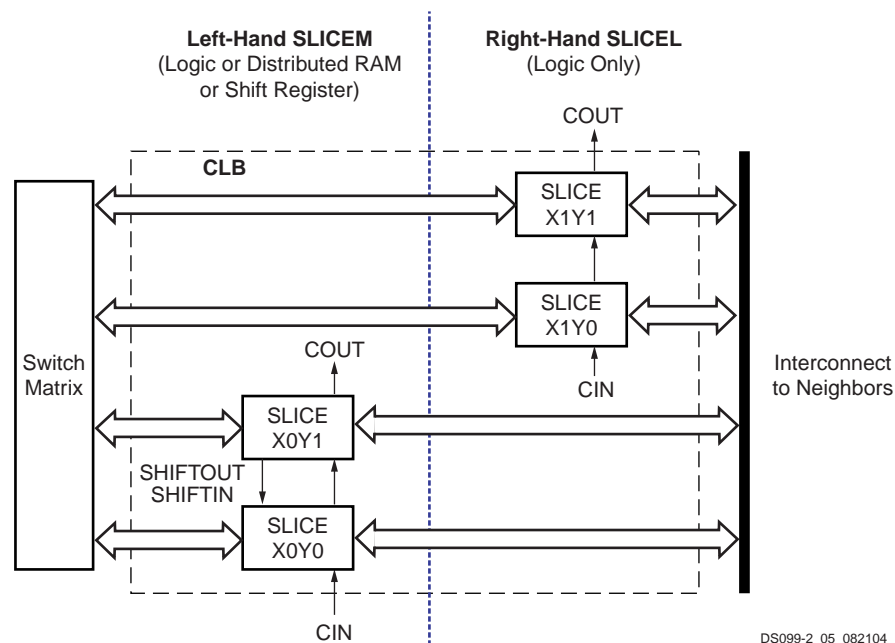 Left-Hand SLICEM
(Logic or Distributed RAM
or Shift Register)
Right-Hand SLICEL
(Logic Only)
COUT
CLB
SLICE
X1Y1
SLICE
X1Y0
COUT
CIN
Switch
Matrix
Interconnect
to Neighbors
SLICE
X0Y1
SHIFTOUT
SHIFTIN
SLICE
X0Y0
CIN
DS099-2_05_082104